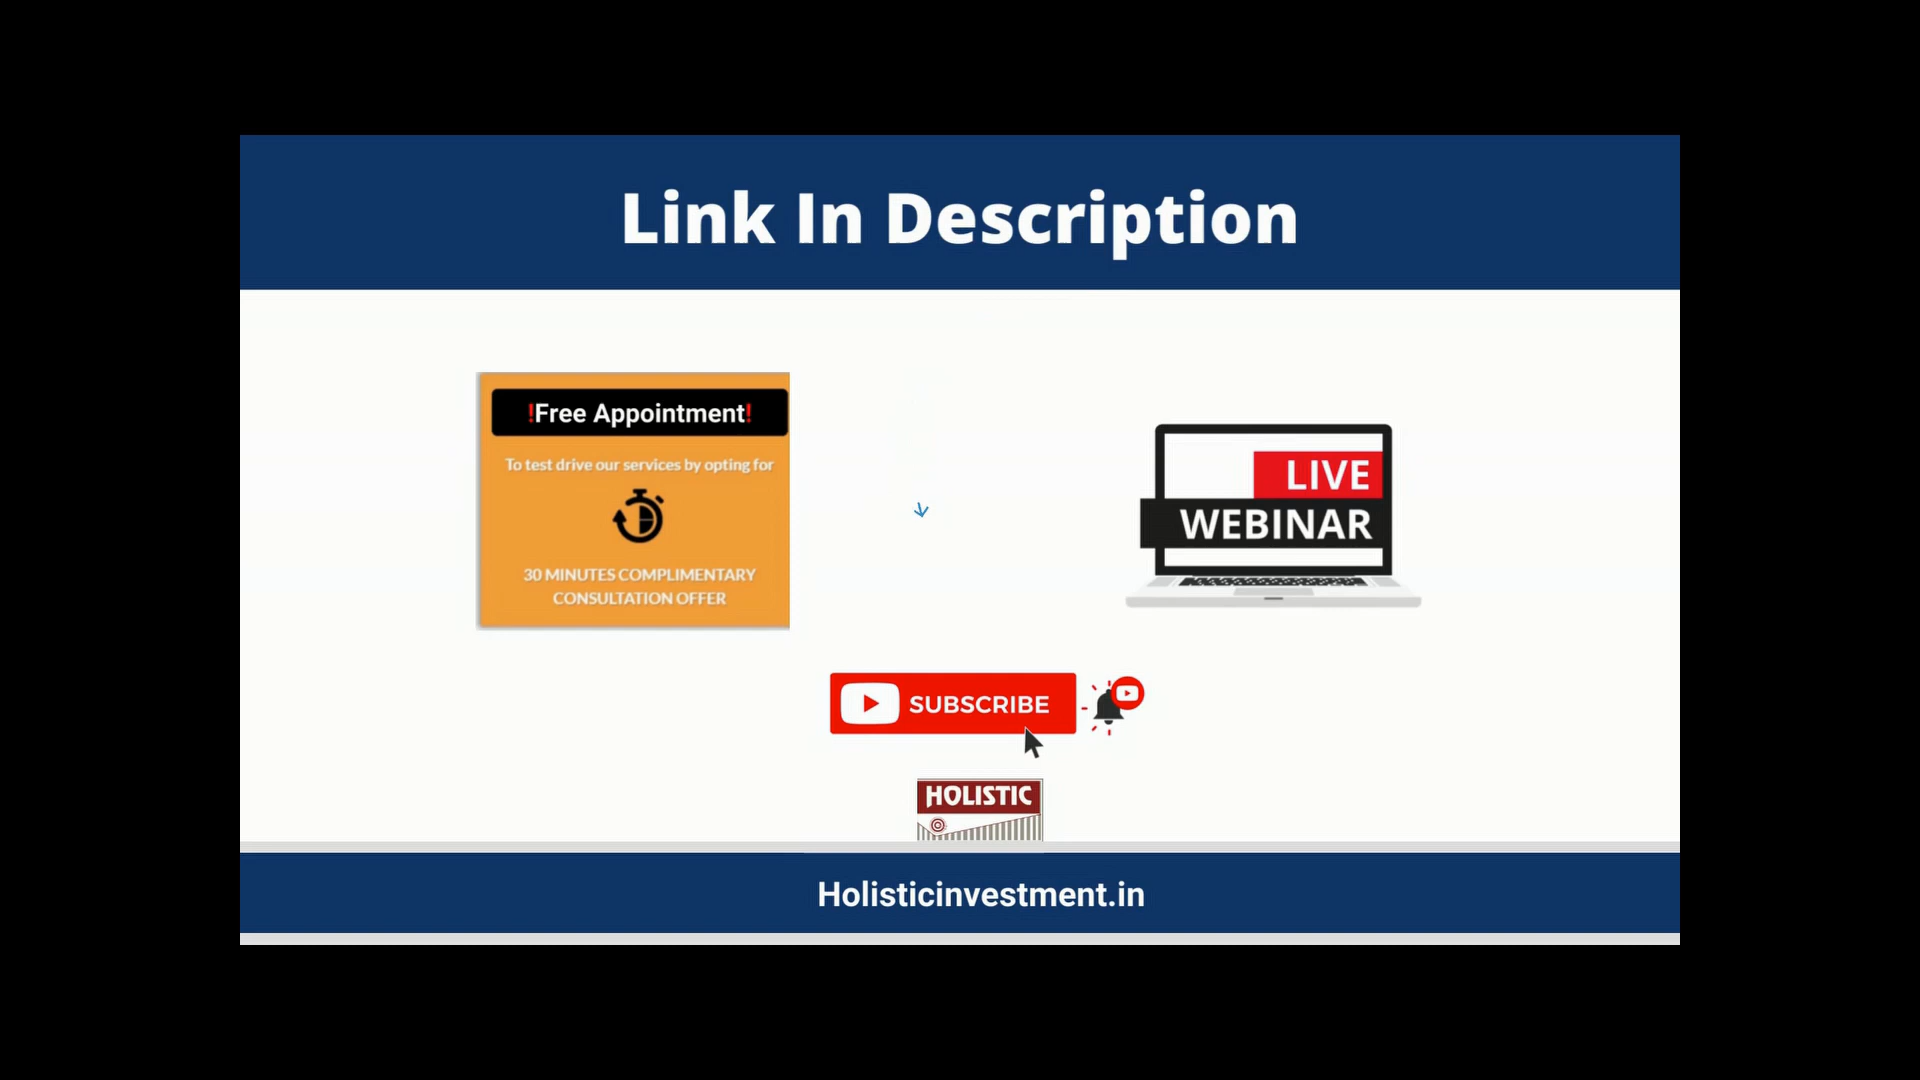 Link In Description
!Free Appointment!
To test drive our services by opting for
30 MINUTES COMPLIMENTARY
CONSULTATION OFFER
LIVE
WEBINAR
SUBSCRIBE
HOLISTIC
Holisticinvestment.in